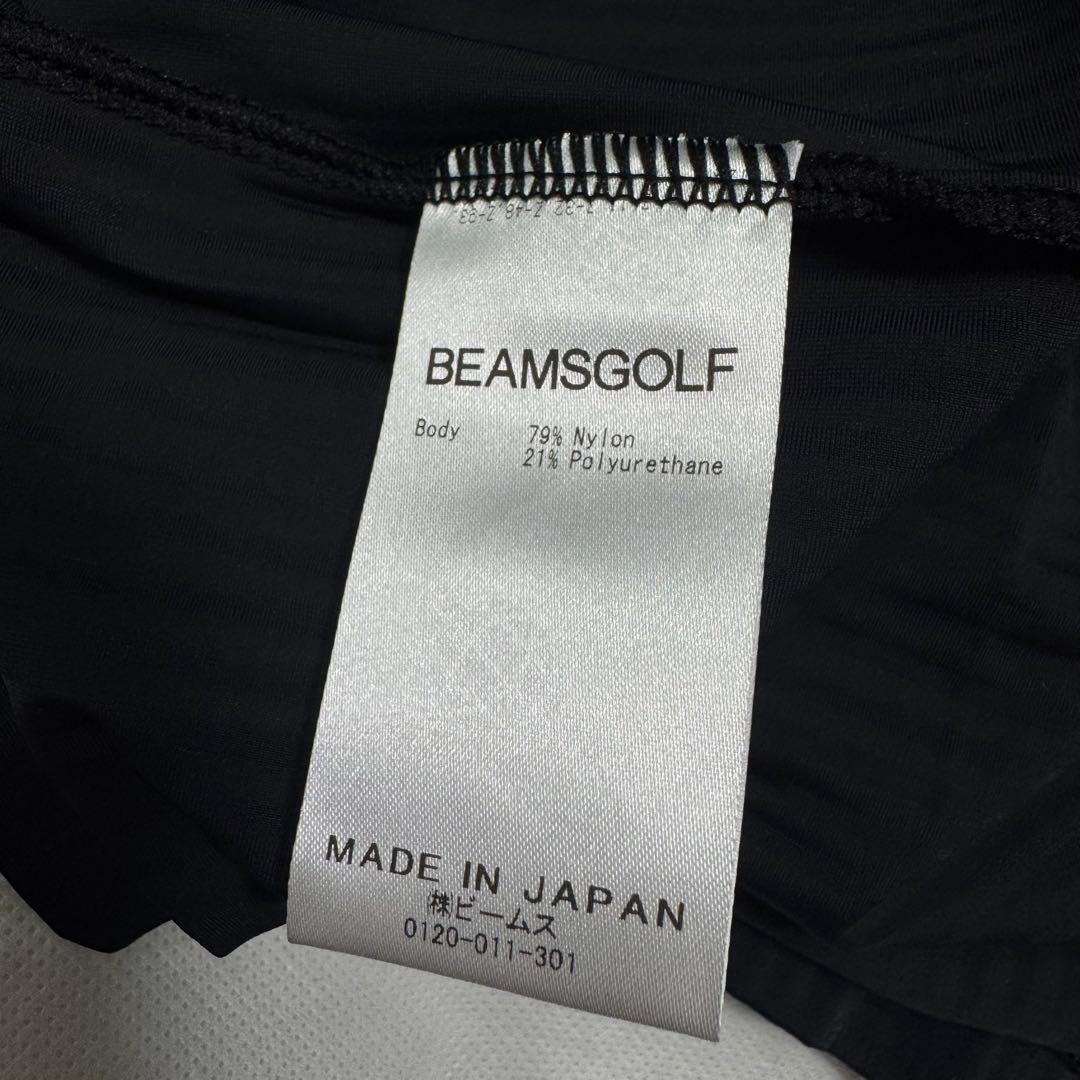 BEAMSGOLF
Body 79% Nylon
21% Polyurethane
MADE IN JAPAN
㈱ビームス
0120-011-301